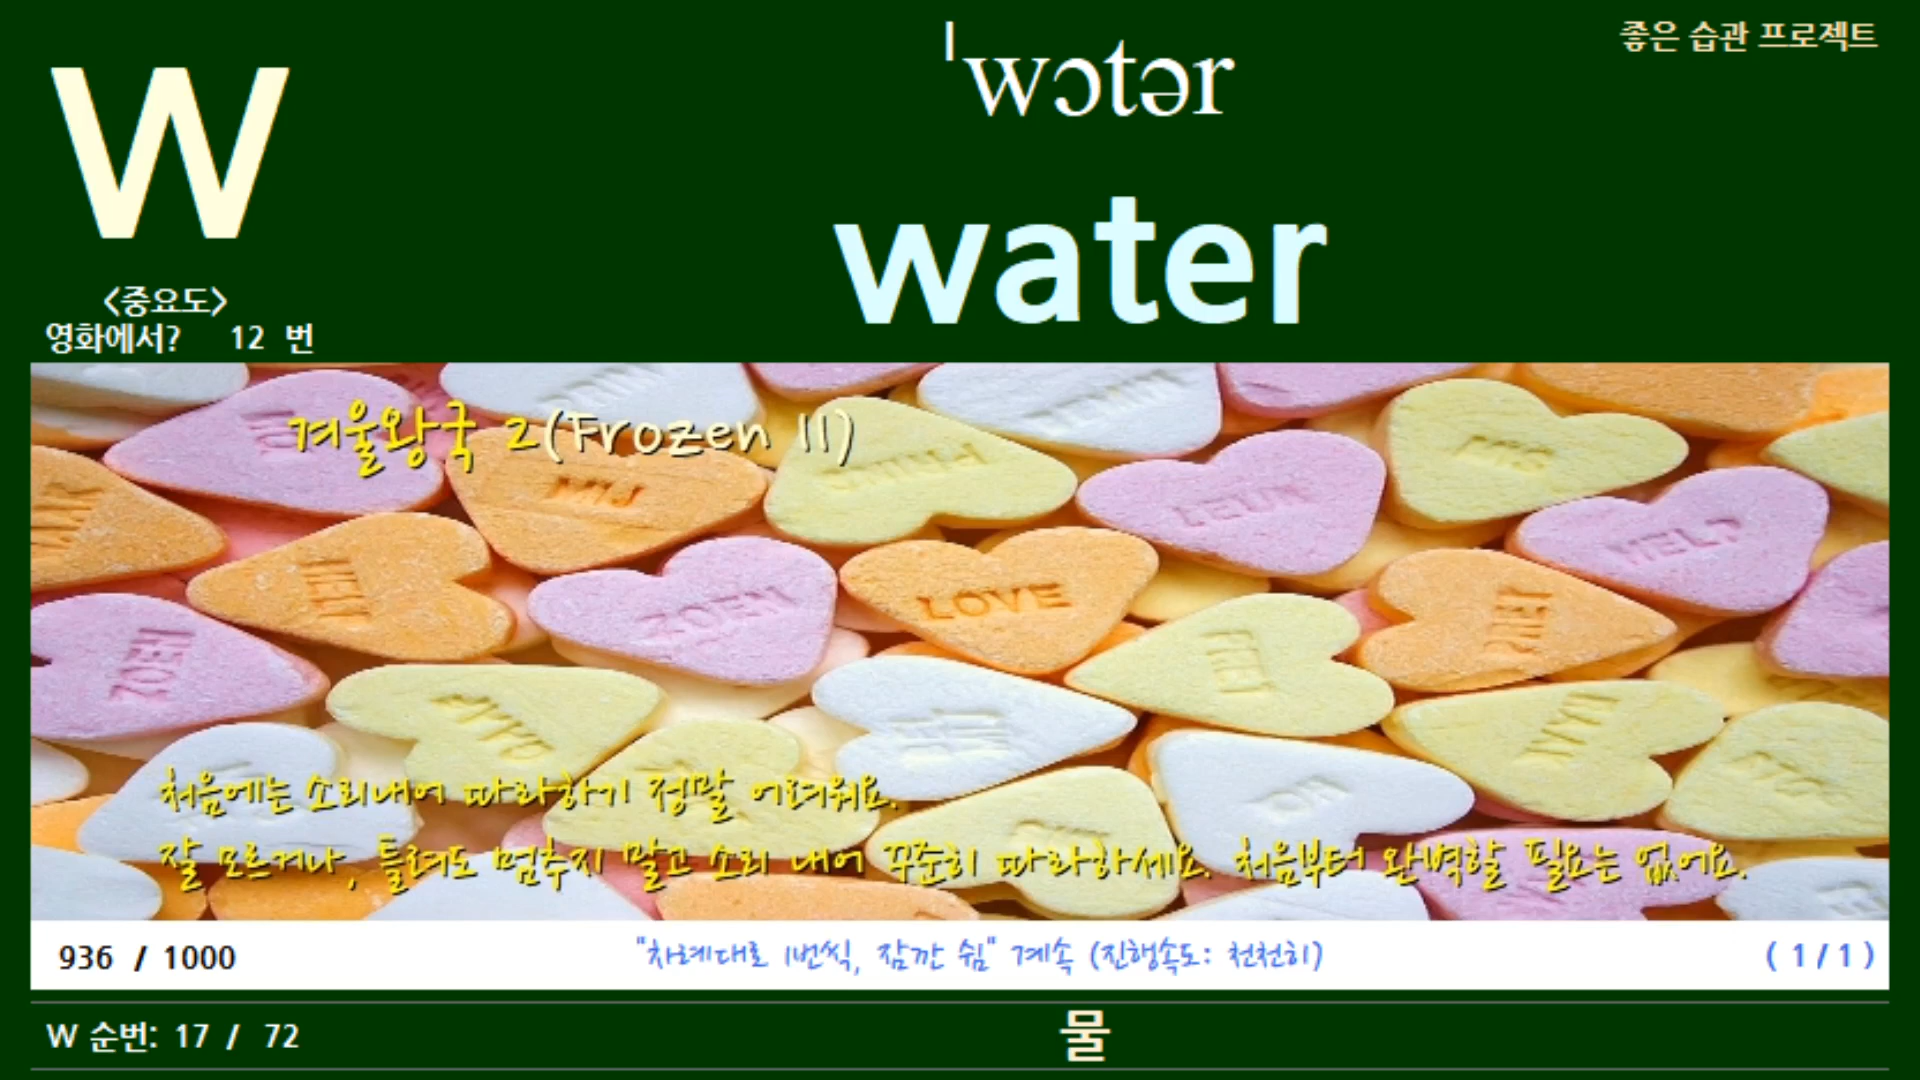 좋은 습관 프로젝트
W
ˈwɔtər
water
<중요도>
영화에서? 12 번
겨울왕국 2(Frozen II)
MIJ
LEUK
HELP
ZOEN
LOVE
처음에는 소리내어 따라하기 정말 어려워요.
잘 모르거나, 틀려도 멈추지 말고 소리 내어 꾸준히 따라하세요. 처음부터 완벽할 필요는 없어요.
936 / 1000
"차례대로 1번씩, 잠깐 쉼" 계속 (진행속도: 천천히)
( 1 / 1 )
W 순번: 17 / 72
물